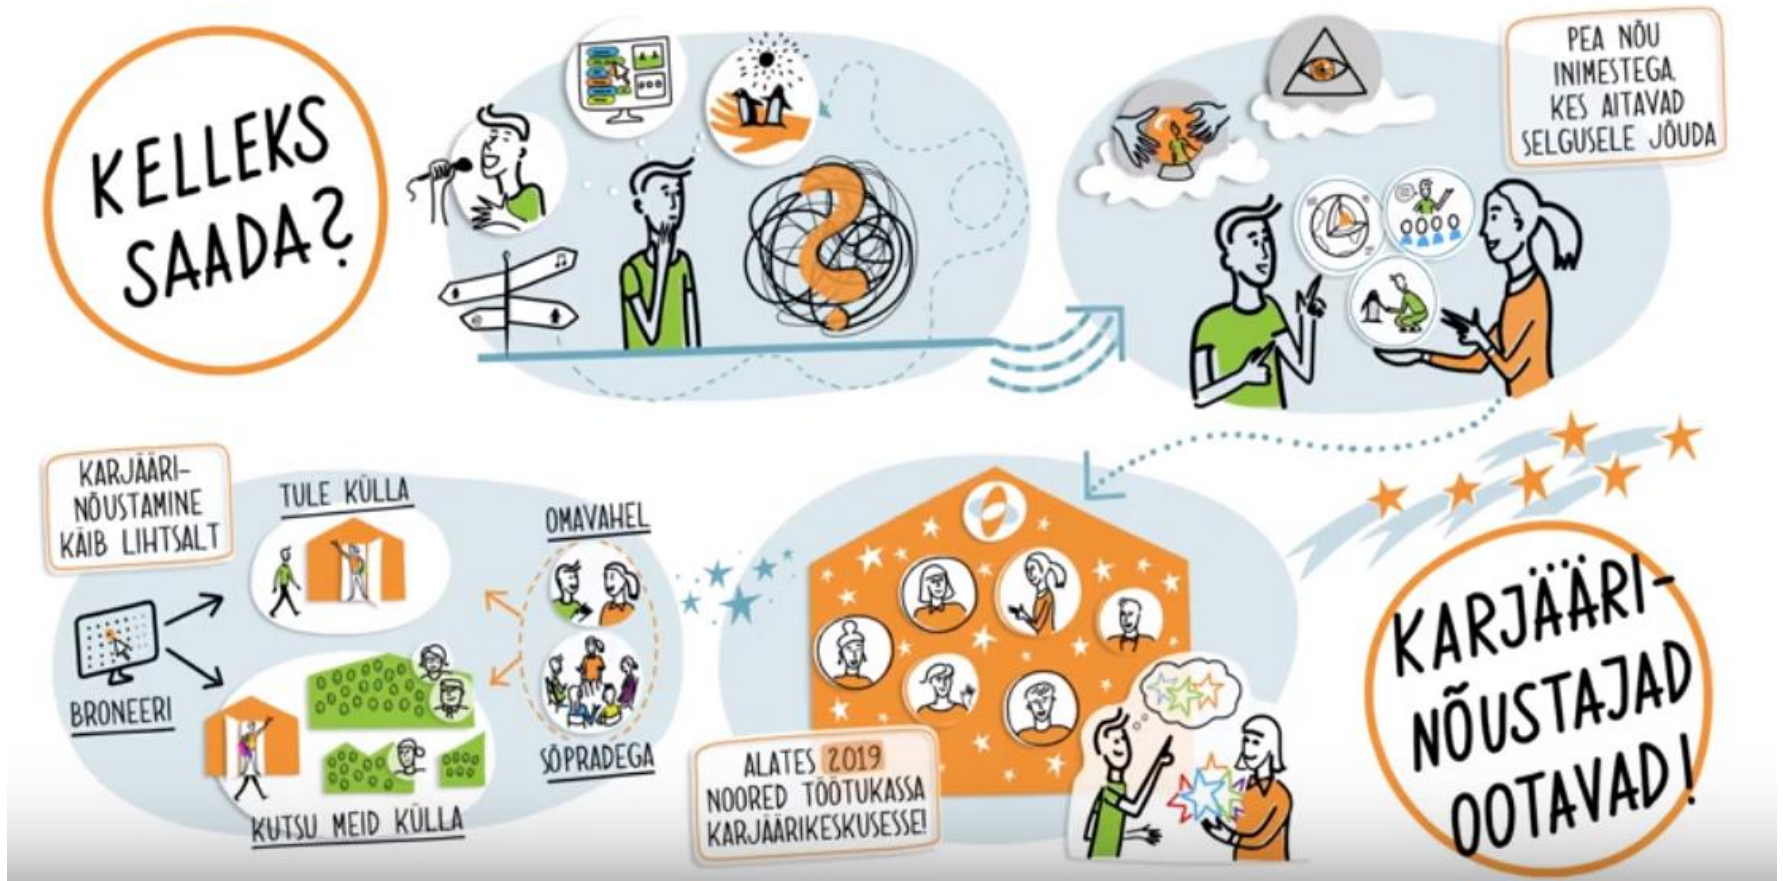 KELLEKS
SAADA?
PEA NÕU
INIMESTEGA,
KES AITAVAD
SELGUSELE JÕUDA
KARJÄÄRI-
NÕUSTAMINE
KÄIB LIHTSALT
TULE KÜLLA
OMAVAHEL
BRONEERI
SÕPRADEGA
KUTSU MEID KÜLLA
ALATES 2019
NOORED TÖÖTUKASSA
KARJÄÄRIKESKUSESSE!
KARJÄÄRI-
NÕUSTAJAD
OOTAVAD!